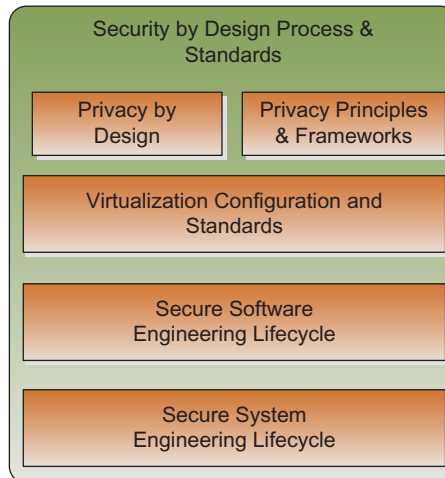 Security by Design Process &
Standards
Privacy by
Design
Privacy Principles
& Frameworks
Virtualization Configuration and
Standards
Secure Software
Engineering Lifecycle
Secure System
Engineering Lifecycle